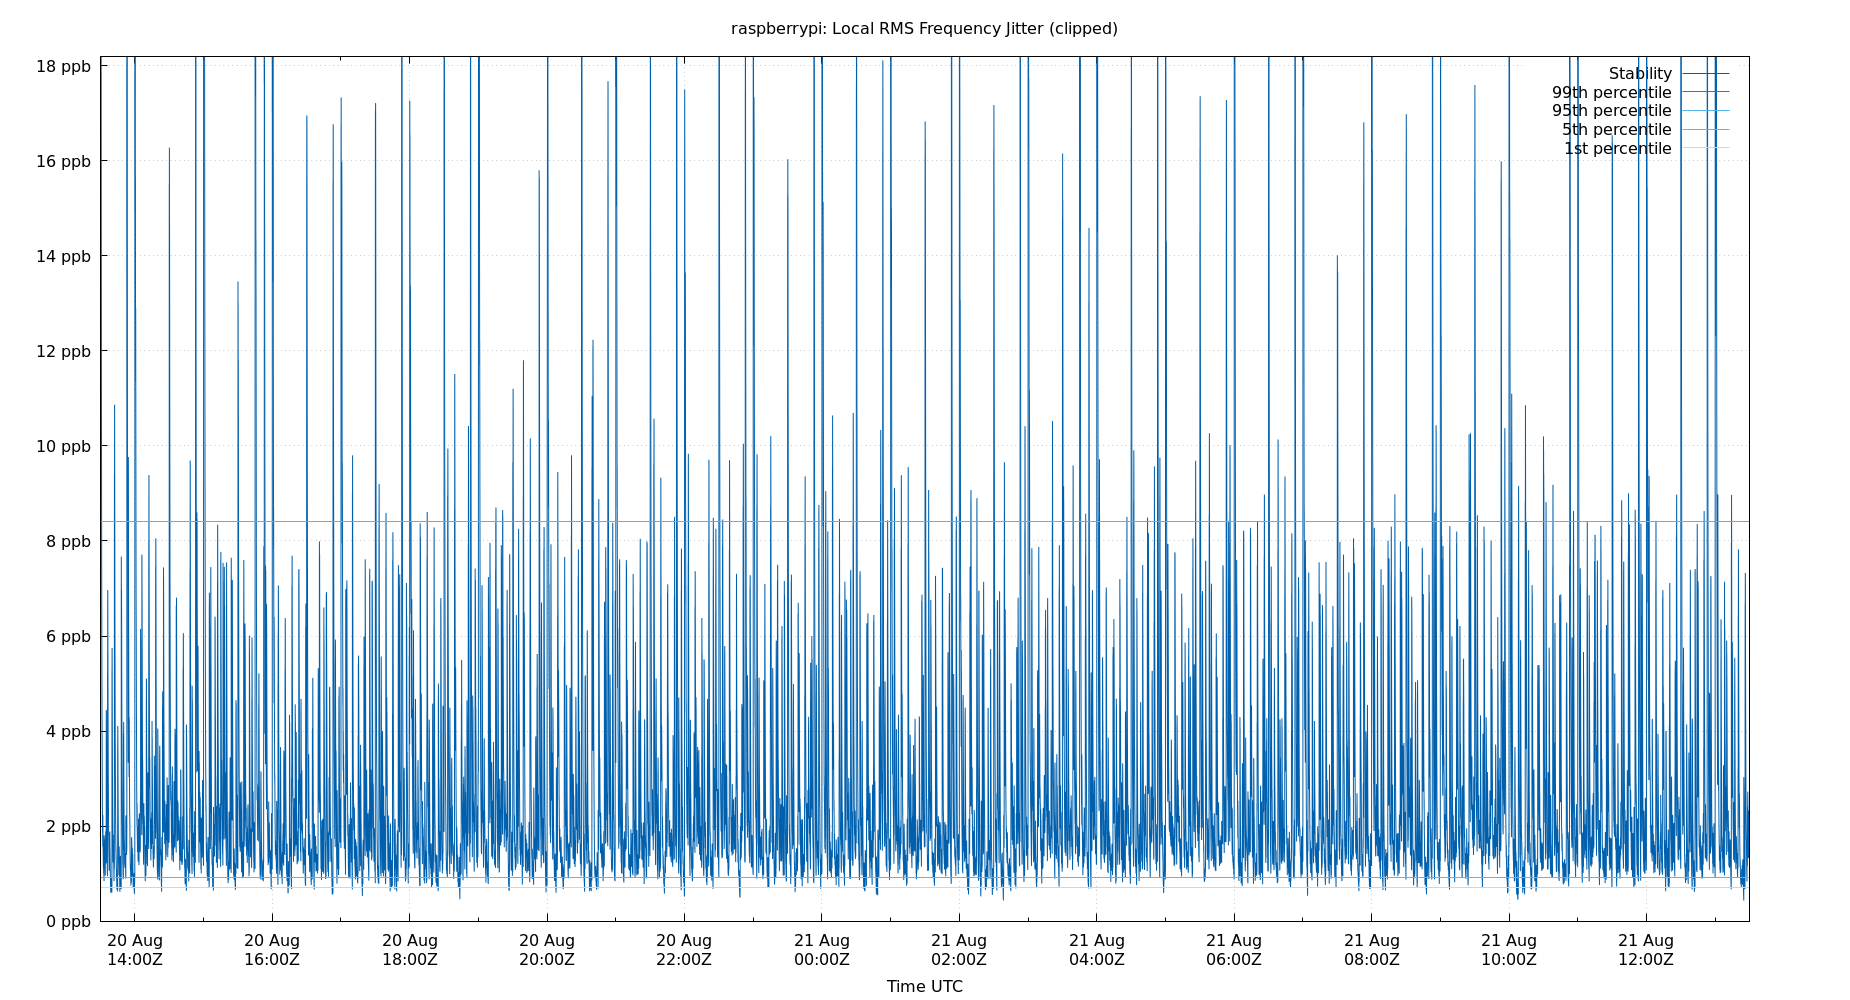 raspberrypi: Local RMS Frequency Jitter (clipped)
18 ppb
16 ppb
14 ppb
12 ppb
10 ppb
8 ppb
6 ppb
4 ppb
2 ppb
0 ppb
Stability
99th percentile
95th percentile
5th percentile
1st percentile
20 Aug 20 Aug 20 Aug 20 Aug 20 Aug 21 Aug 21 Aug 21 Aug 21 Aug 21 Aug 21 Aug 21 Aug
14:00Z 16:00Z 18:00Z 20:00Z 22:00Z 00:00Z 02:00Z 04:00Z 06:00Z 08:00Z 10:00Z 12:00Z
Time UTC